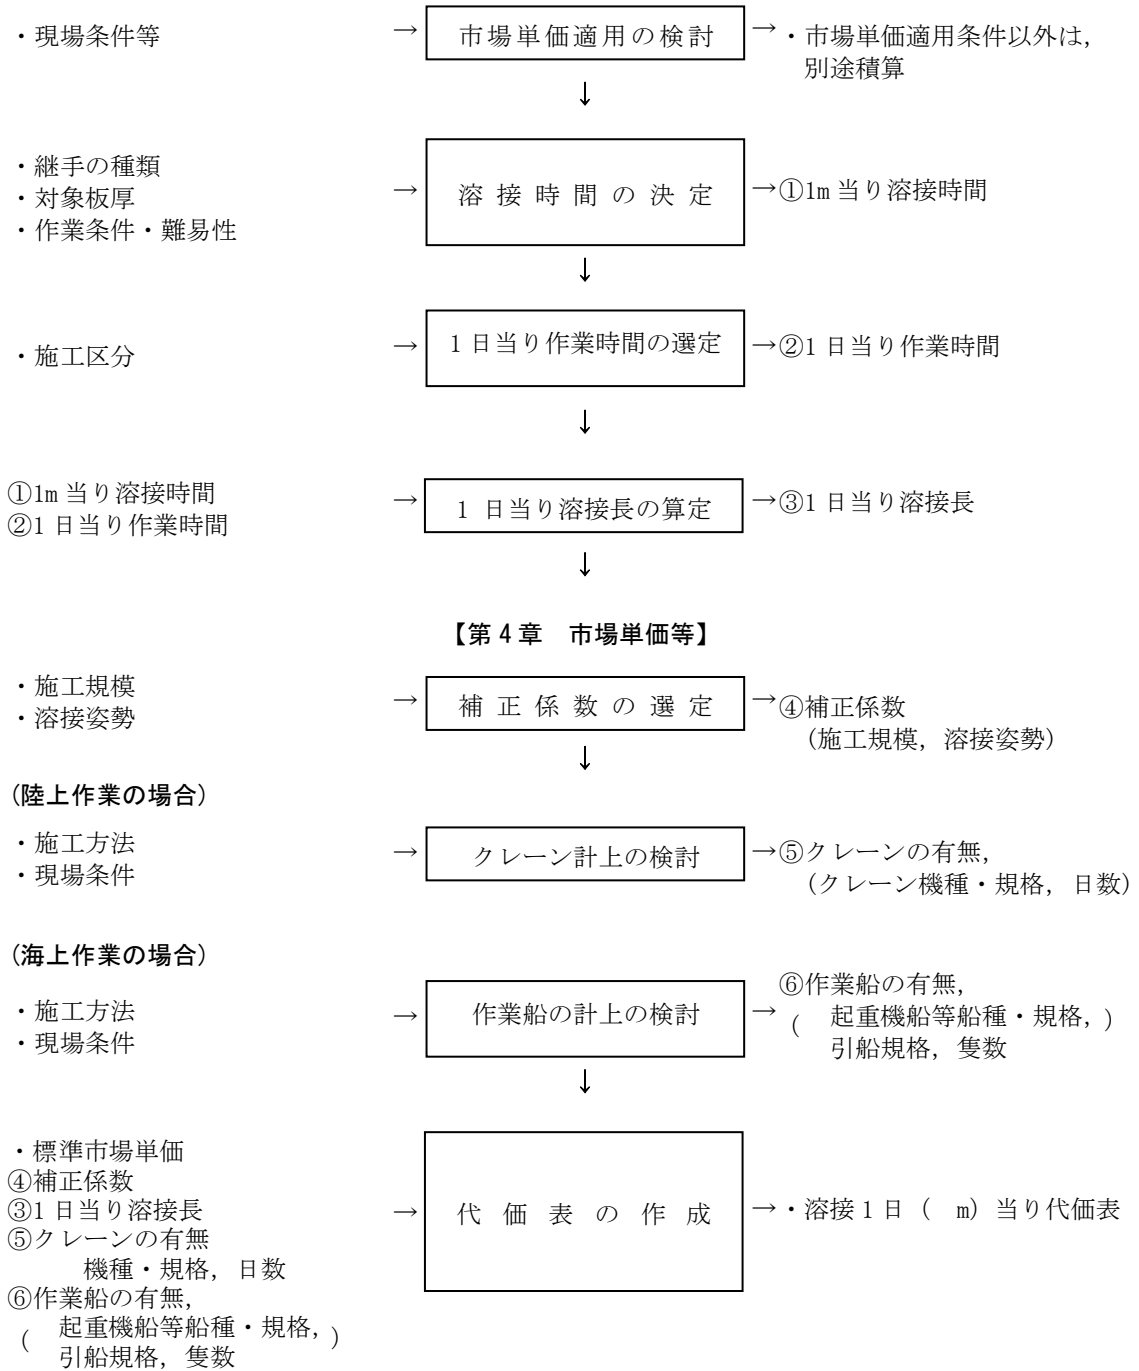 ・現場条件等
→
市場単価適用の検討
→
・市場単価適用条件以外は,
別途積算
↓
・継手の種類
・対象板厚
・作業条件・難易性
→
溶接時間の決定
→①1m当り溶接時間
↓
・施工区分
→
1日当り作業時間の選定
→②1日当り作業時間
↓
①1m当り溶接時間
②1日当り作業時間
→
1 日当り溶接長の算定
→③1日当り溶接長
↓
【第4章 市場単価等】
・施工規模
・溶接姿勢
→
補正係数の選定
→
④補正係数
(施工規模, 溶接姿勢)
↓
(陸上作業の場合)
・施工方法
・現場条件
→
クレーン計上の検討
→⑤クレーンの有無,
(クレーン機種・規格, 日数)
(海上作業の場合)
・施工方法
・現場条件
→
作業船の計上の検討
→
⑥作業船の有無,
( 起重機船等船種・規格, )
引船規格, 隻数
↓
・標準市場単価
④補正係数
③1日当り溶接長
⑤クレーンの有無
機種・規格, 日数
⑥作業船の有無,
( 起重機船等船種・規格, )
引船規格, 隻数
→
代価表の作成
→・溶接1日( m)当り代価表